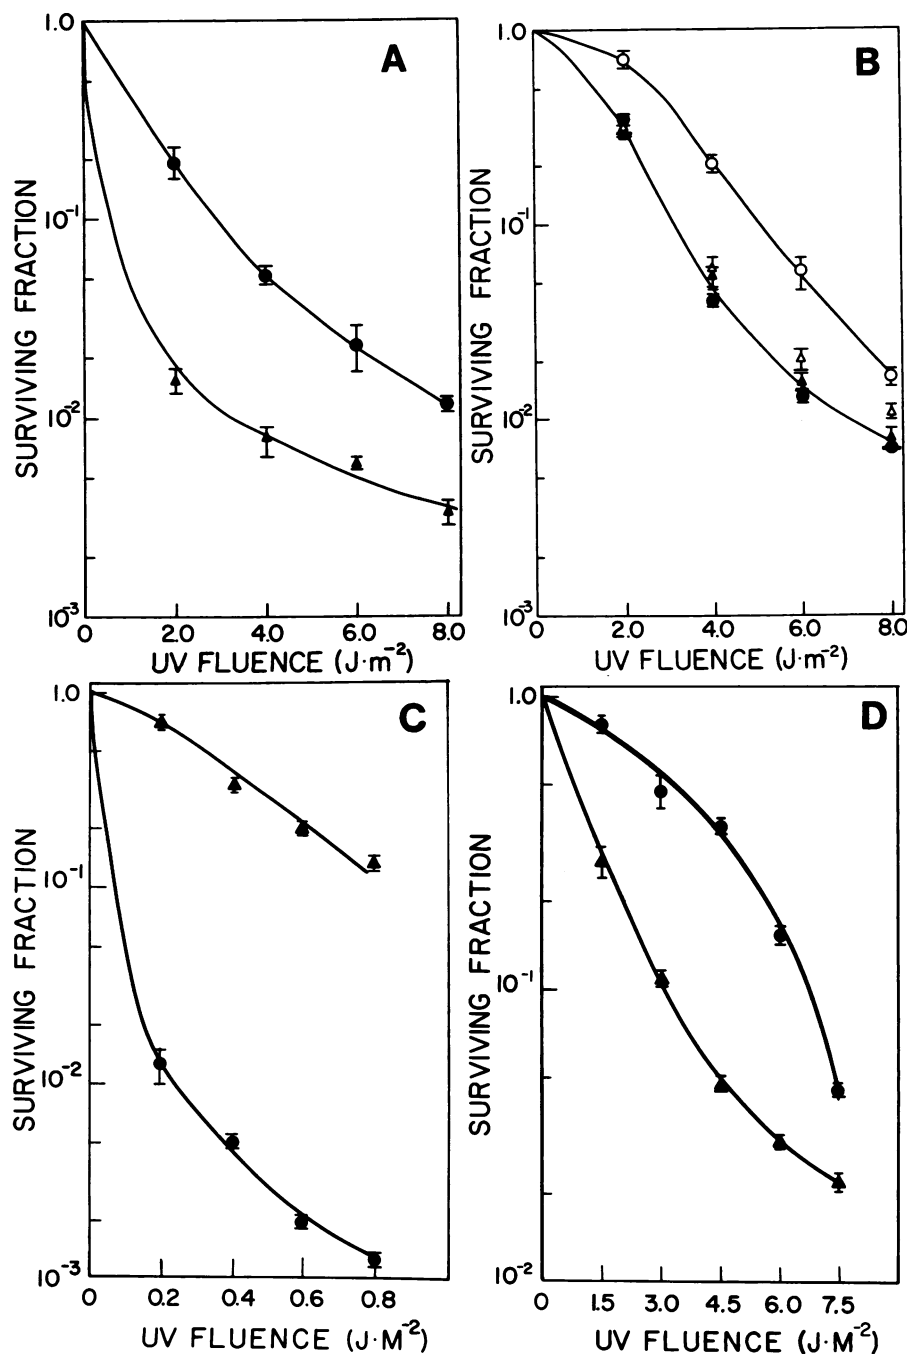 A
1.0
10⁻¹
10⁻²
10⁻³
SURVIVING FRACTION
0 2.0 4.0 6.0 8.0
UV FLUENCE (J·m⁻²)
B
1.0
10⁻¹
10⁻²
10⁻³
SURVIVING FRACTION
0 2.0 4.0 6.0 8.0
UV FLUENCE (J·m⁻²)
C
1.0
10⁻¹
10⁻²
10⁻³
SURVIVING FRACTION
0 0.2 0.4 0.6 0.8
UV FLUENCE (J·M⁻²)
D
1.0
10⁻¹
10⁻²
SURVIVING FRACTION
0 1.5 3.0 4.5 6.0 7.5
UV FLUENCE (J·M⁻²)